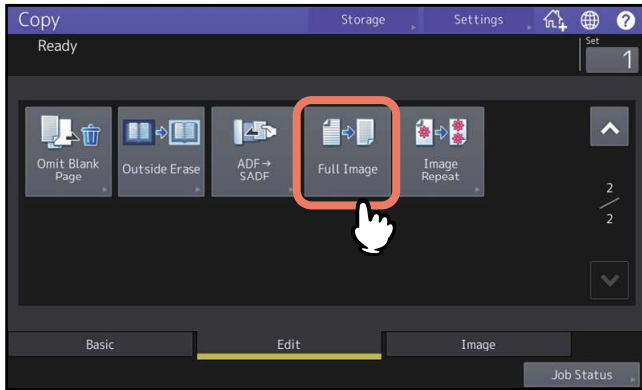 Copy
Storage
Settings
?
Ready
Set
1
Omit Blank
Page
Outside Erase
ADF→
SADF
Full Image
Image
Repeat
2
/
2
Basic
Edit
Image
Job Status